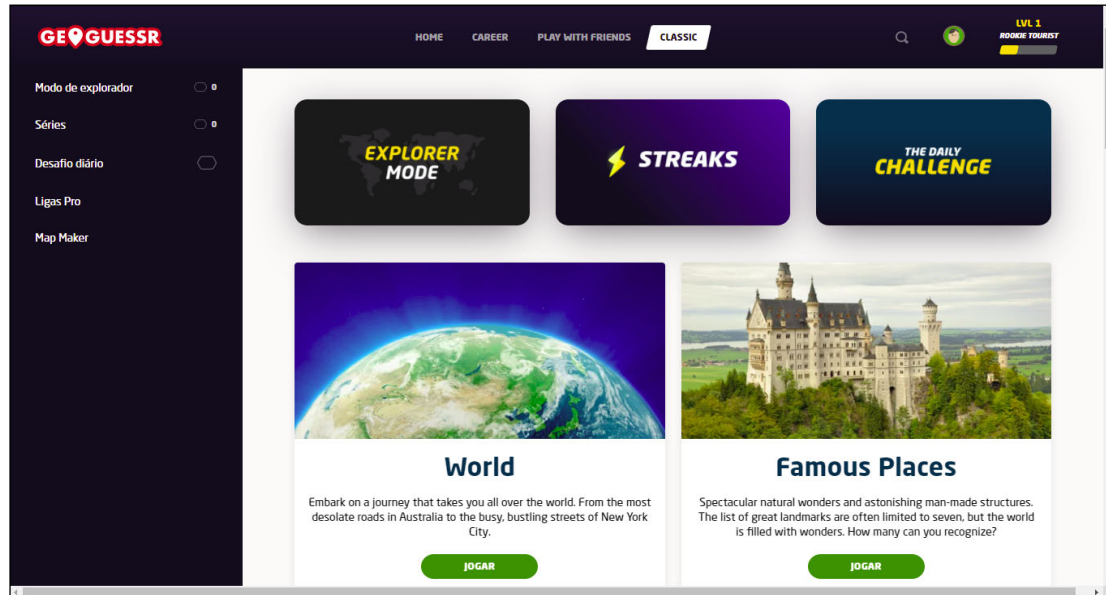 GEOGUESSR
HOME CAREER PLAY WITH FRIENDS CLASSIC
LVL 1
ROOKIE TOURIST
Modo de explorador 0
Séries 0
Desafio diário
Ligas Pro
Map Maker
EXPLORER
MODE
STREAKS
THE DAILY
CHALLENGE
World
Embark on a journey that takes you all over the world. From the most
desolate roads in Australia to the busy, bustling streets of New York
City.
JOGAR
Famous Places
Spectacular natural wonders and astonishing man-made structures.
The list of great landmarks are often limited to seven, but the world
is filled with wonders. How many can you recognize?
JOGAR